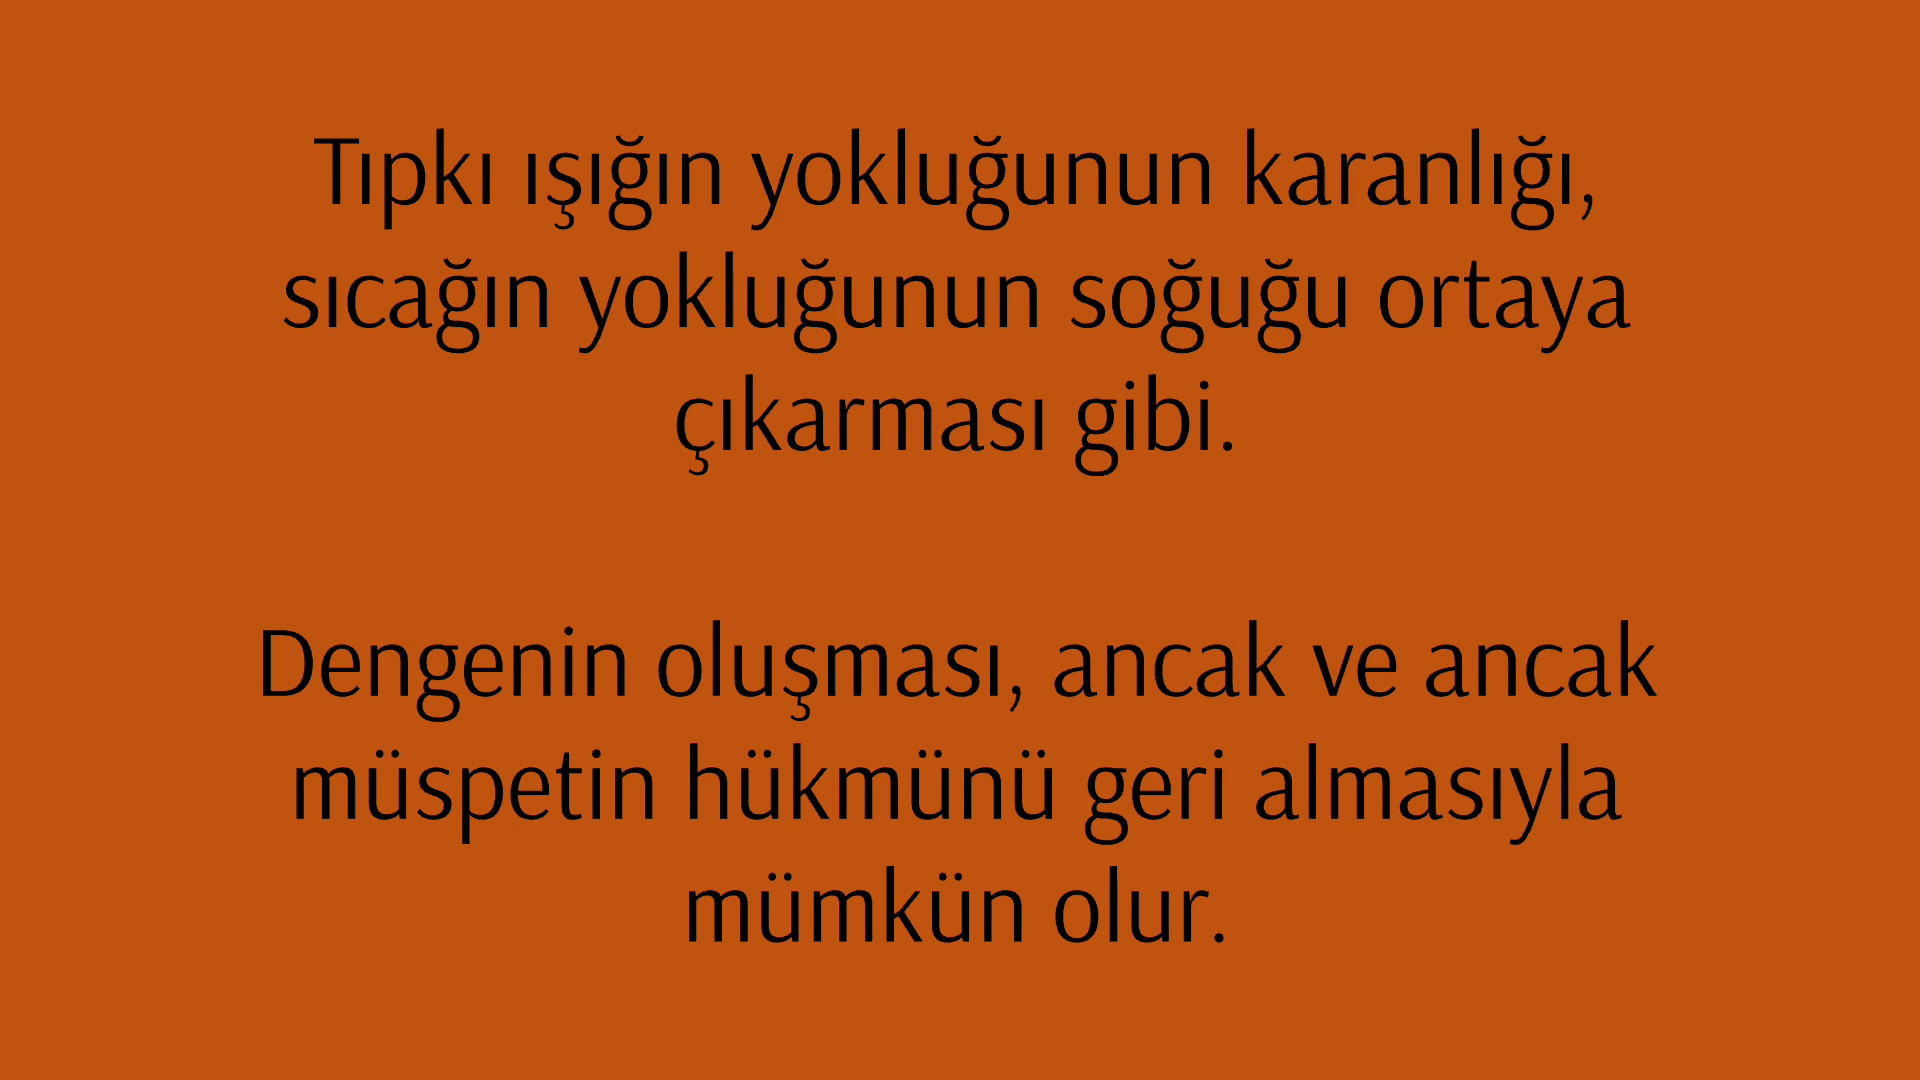 Tıpkı ışığın yokluğunun karanlığı,
sıcağın yokluğunun soğuğu ortaya
çıkarması gibi.
Dengenin oluşması, ancak ve ancak
müspetin hükmünü geri almasıyla
mümkün olur.